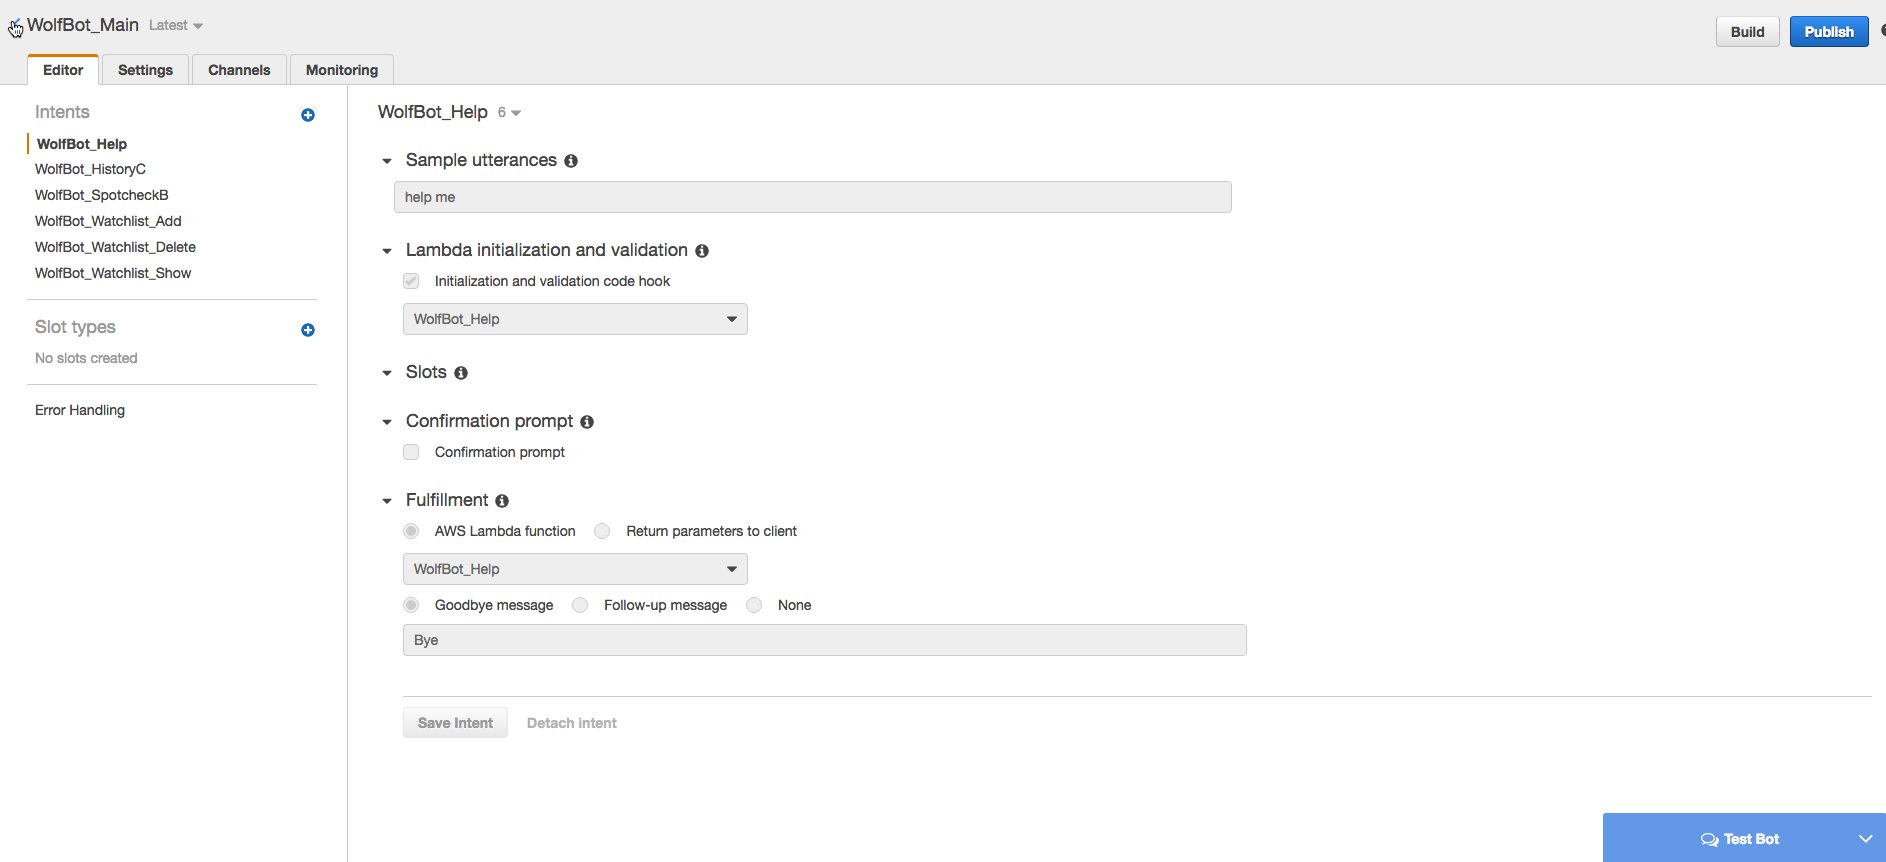 WolfBot_Main Latest
Build Publish
Editor Settings Channels Monitoring
Intents
WolfBot_Help
WolfBot_HistoryC
WolfBot_SpotcheckB
WolfBot_Watchlist_Add
WolfBot_Watchlist_Delete
WolfBot_Watchlist_Show
Slot types
No slots created
Error Handling
WolfBot_Help 6
Sample utterances
help me
Lambda initialization and validation
Initialization and validation code hook
WolfBot_Help
Slots
Confirmation prompt
Confirmation prompt
Fulfillment
AWS Lambda function Return parameters to client
WolfBot_Help
Goodbye message Follow-up message None
Bye
Save Intent Detach intent
Test Bot